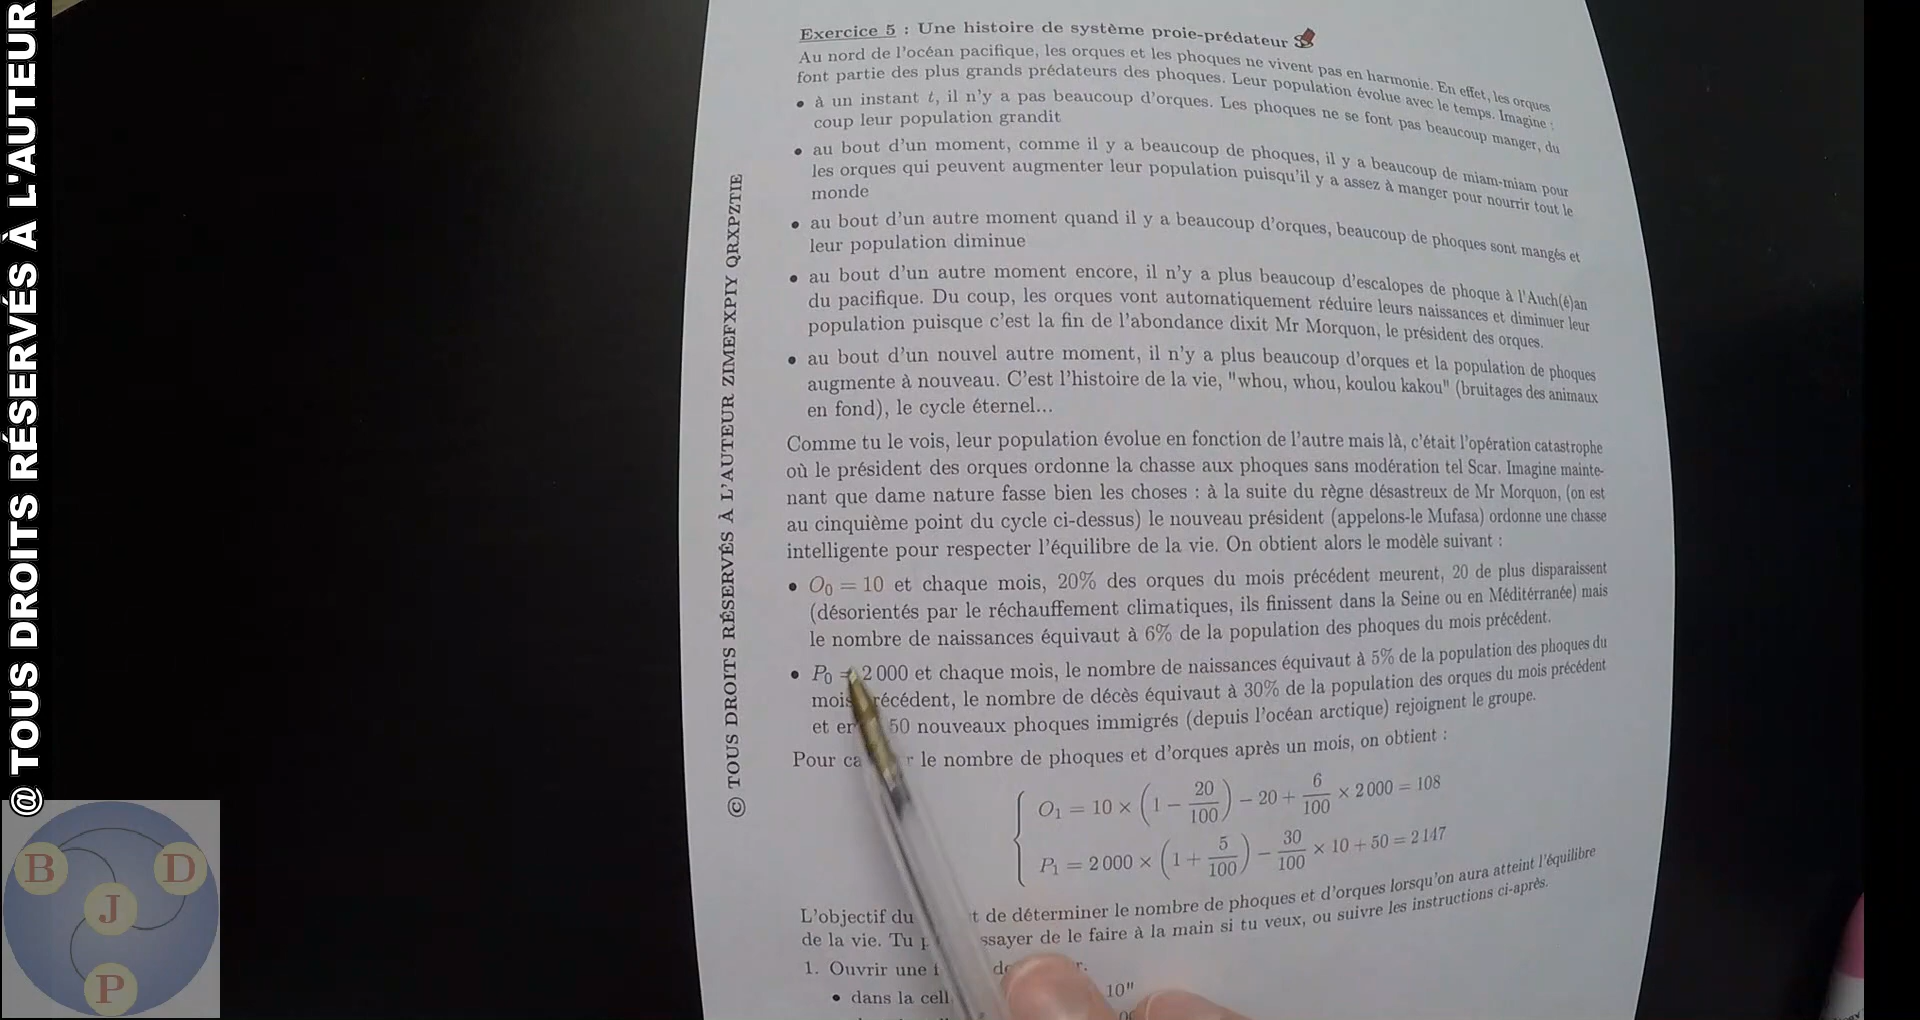 @ TOUS DROITS RÉSERVÉS À L'AUTEUR
B D
J
P
© TOUS DROITS RÉSERVÉS À L'AUTEUR ZIMEFXPIY QRXPZTIE
Exercice 5 : Une histoire de système proie-prédateur
Au nord de l'océan pacifique, les orques et les phoques ne vivent pas en harmonie. En effet, les orques
font partie des plus grands prédateurs des phoques. Leur population évolue avec le temps. Imagine :
• à un instant t, il n'y a pas beaucoup d'orques. Les phoques ne se font pas beaucoup manger, du
coup leur population grandit
• au bout d'un moment, comme il y a beaucoup de phoques, il y a beaucoup de miam-miam pour
les orques qui peuvent augmenter leur population puisqu'il y a assez à manger pour nourrir tout le
monde
• au bout d'un autre moment quand il y a beaucoup d'orques, beaucoup de phoques sont mangés et
leur population diminue
• au bout d'un autre moment encore, il n'y a plus beaucoup d'escalopes de phoque à l'Auch(é)an
du pacifique. Du coup, les orques vont automatiquement réduire leurs naissances et diminuer leur
population puisque c'est la fin de l'abondance dixit Mr Morquon, le président des orques.
• au bout d'un nouvel autre moment, il n'y a plus beaucoup d'orques et la population de phoques
augmente à nouveau. C'est l'histoire de la vie, "whou, whou, koulou kakou" (bruitages des animaux
en fond), le cycle éternel...
Comme tu le vois, leur population évolue en fonction de l'autre mais là, c'était l'opération catastrophe
où le président des orques ordonne la chasse aux phoques sans modération tel Scar. Imagine mainte-
nant que dame nature fasse bien les choses : à la suite du règne désastreux de Mr Morquon, (on est
au cinquième point du cycle ci-dessus) le nouveau président (appelons-le Mufasa) ordonne une chasse
intelligente pour respecter l'équilibre de la vie. On obtient alors le modèle suivant :
• O₀ = 10 et chaque mois, 20% des orques du mois précédent meurent, 20 de plus disparaissent
(désorientés par le réchauffement climatiques, ils finissent dans la Seine ou en Méditérranée) mais
le nombre de naissances équivaut à 6% de la population des phoques du mois précédent.
• P₀ = 2 000 et chaque mois, le nombre de naissances équivaut à 5% de la population des phoques du
mois récédent, le nombre de décès équivaut à 30% de la population des orques du mois précédent
et 50 nouveaux phoques immigrés (depuis l'océan arctique) rejoignent le groupe.
Pour le nombre de phoques et d'orques après un mois, on obtient :
O₁ = 10 × (1 − 20/100) − 20 + 6/100 × 2 000 = 108
P₁ = 2 000 × (1 + 5/100) − 30/100 × 10 + 50 = 2 147
L'objectif du de déterminer le nombre de phoques et d'orques lorsqu'on aura atteint l'équilibre
de la vie. Tu ssayer de le faire à la main si tu veux, ou suivre les instructions ci-après.
1. Ouvrir une
• dans la cell 10"